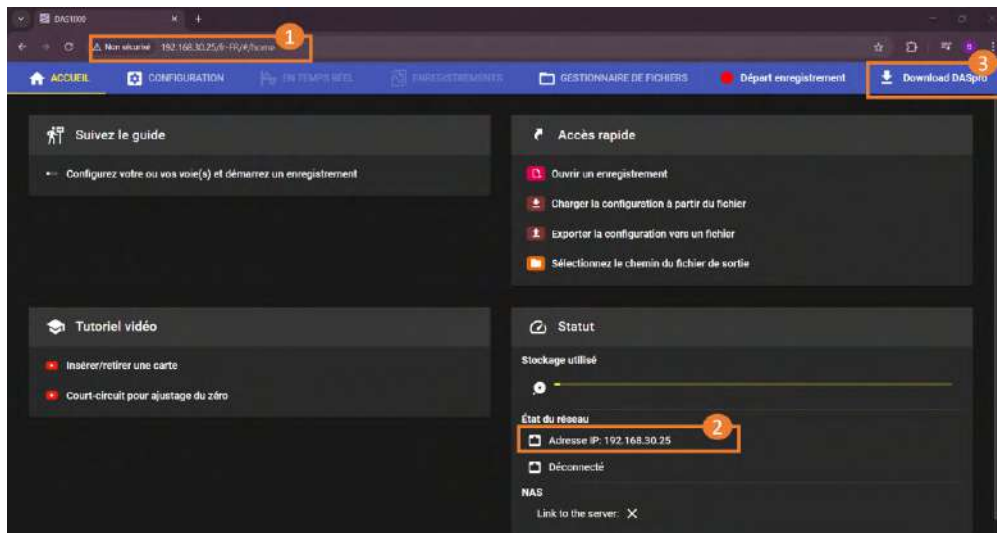 DAS1000
Non sécurisé 192.168.30.25/fr-FR/#/home
1
ACCUEIL
CONFIGURATION
EN TEMPS RÉEL
ENREGISTREMENTS
GESTIONNAIRE DE FICHIERS
Départ enregistrement
Download DASpro
3
Suivez le guide
Configurez votre ou vos voie(s) et démarrez un enregistrement
Accès rapide
Ouvrir un enregistrement
Charger la configuration à partir du fichier
Exporter la configuration vers un fichier
Sélectionnez le chemin du fichier de sortie
Tutoriel vidéo
Insérer/retirer une carte
Court-circuit pour ajustage du zéro
Statut
Stockage utilisé
État du réseau
2
Adresse IP: 192.168.30.25
Déconnecté
NAS
Link to the server: